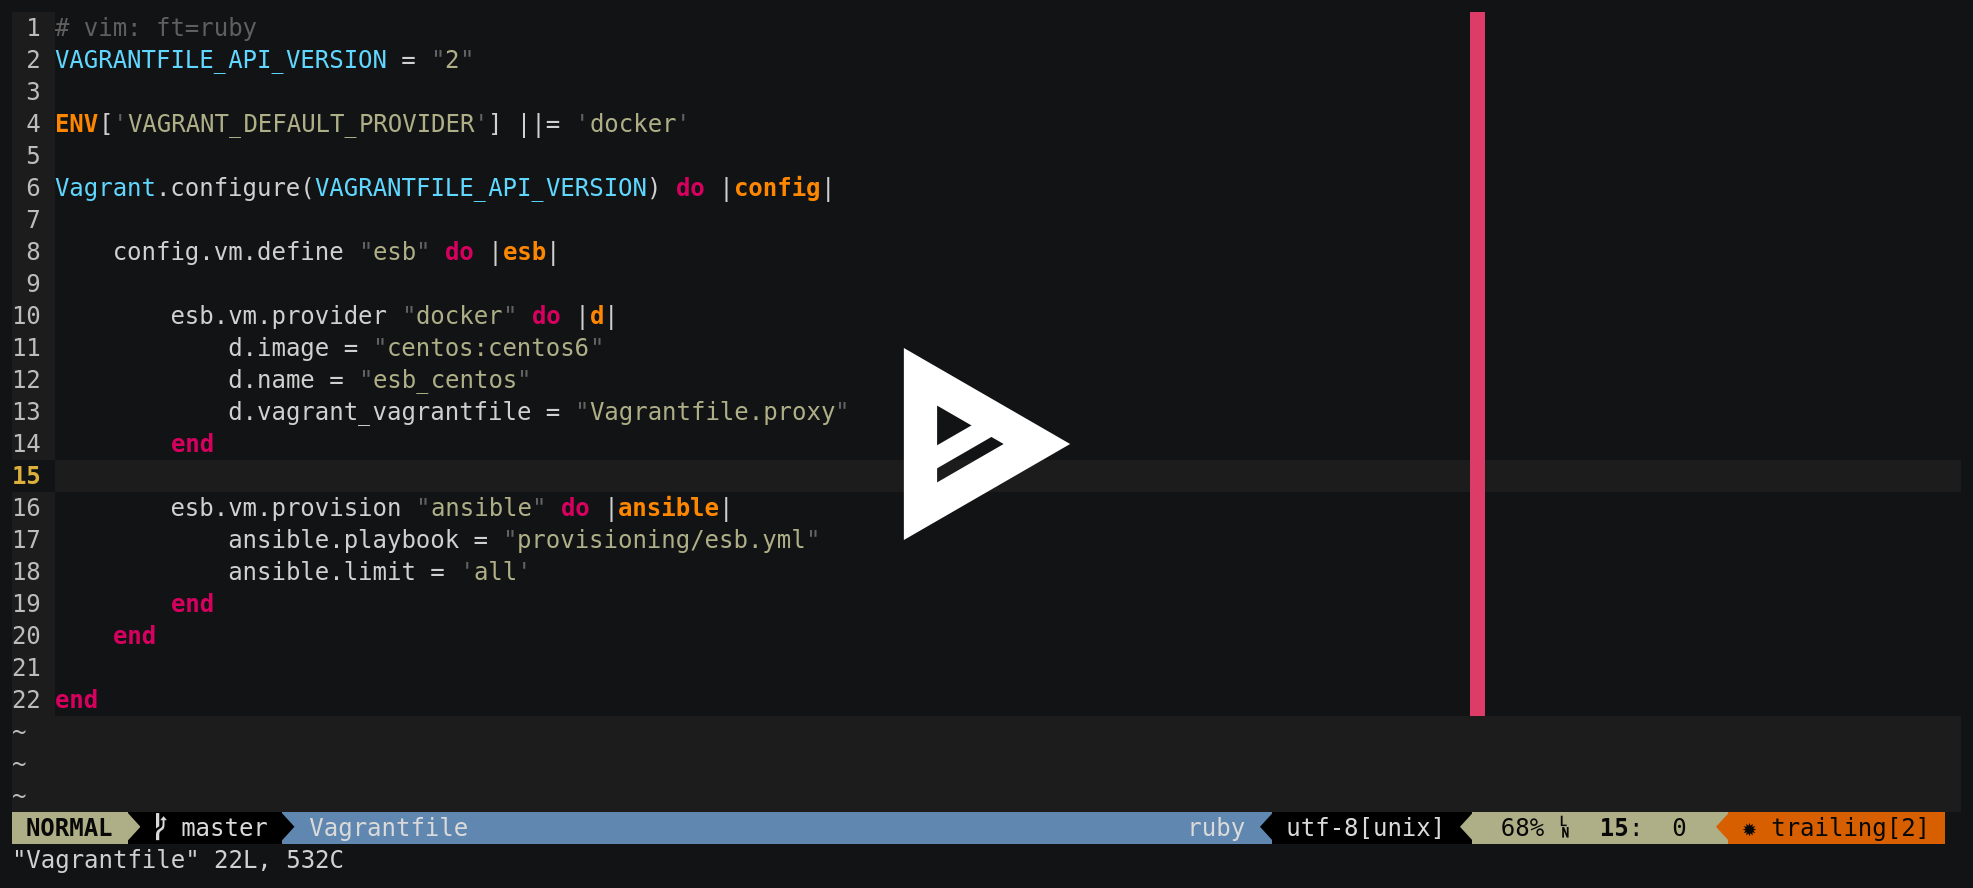 1 # vim: ft=ruby
2 VAGRANTFILE_API_VERSION = "2"
3
4 ENV['VAGRANT_DEFAULT_PROVIDER'] ||= 'docker'
5
6 Vagrant.configure(VAGRANTFILE_API_VERSION) do |config|
7
8     config.vm.define "esb" do |esb|
9
10         esb.vm.provider "docker" do |d|
11             d.image = "centos:centos6"
12             d.name = "esb_centos"
13             d.vagrant_vagrantfile = "Vagrantfile.proxy"
14         end
15
16         esb.vm.provision "ansible" do |ansible|
17             ansible.playbook = "provisioning/esb.yml"
18             ansible.limit = 'all'
19         end
20     end
21
22 end
~
~
~
NORMAL  master Vagrantfile ruby utf-8[unix] 68% ␤ 15: 0 ✹ trailing[2]
"Vagrantfile" 22L, 532C